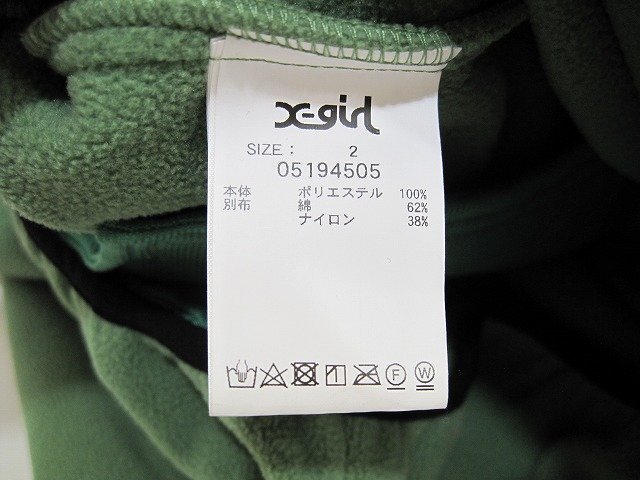 X-girl
SIZE : 2
05194505
本体 ポリエステル 100%
別布 綿 62%
ナイロン 38%
F W